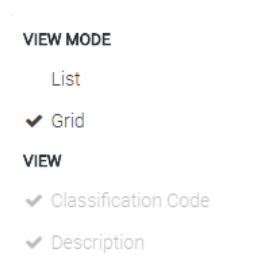 VIEW MODE
List
Grid
VIEW
Classification Code
Description